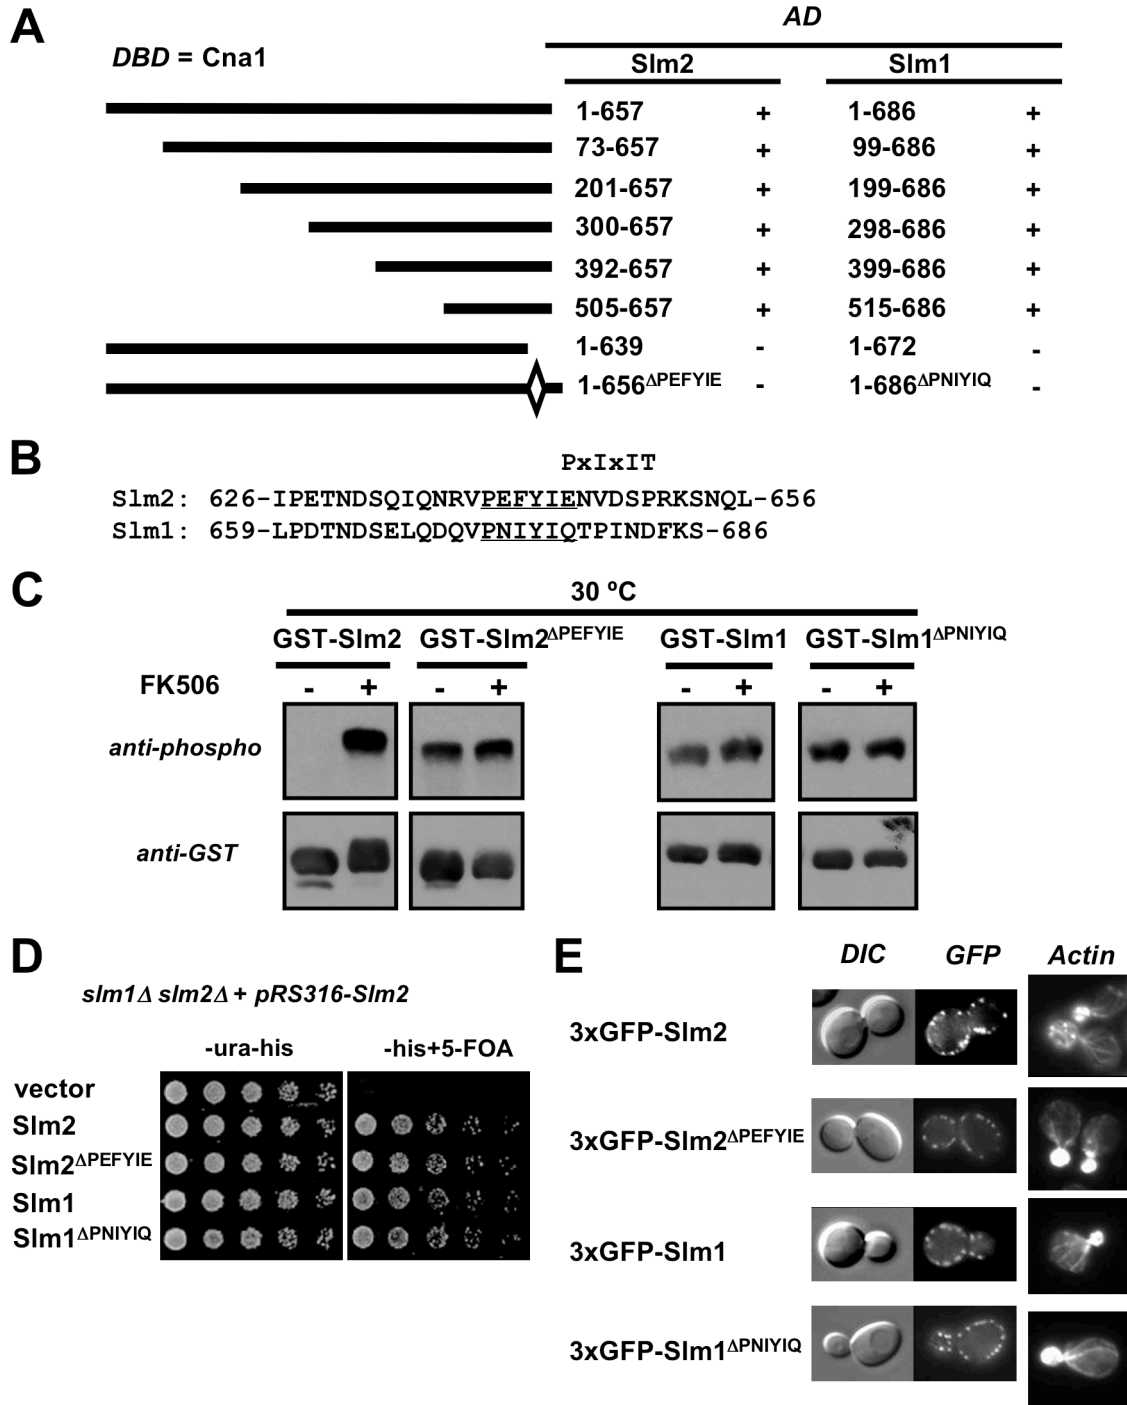 A
AD
DBD = Cna1
Slm2 Slm1
1-657 + 1-686 +
73-657 + 99-686 +
201-657 + 199-686 +
300-657 + 298-686 +
392-657 + 399-686 +
505-657 + 515-686 +
1-639 - 1-672 -
1-656ΔPEFYIE - 1-686ΔPNIYIQ -
B
PxIxIT
Slm2: 626-IPETNDSQIQNRVPEFYIENVDSPRKSNQL-656
Slm1: 659-LPDTNDSELQDQVPNIYIQTPINDFKS-686
C
30 ºC
GST-Slm2 GST-Slm2ΔPEFYIE GST-Slm1 GST-Slm1ΔPNIYIQ
FK506 - + - + - + - +
anti-phospho
anti-GST
D
slm1Δ slm2Δ + pRS316-Slm2
-ura-his -his+5-FOA
vector
Slm2
Slm2ΔPEFYIE
Slm1
Slm1ΔPNIYIQ
E
DIC GFP Actin
3xGFP-Slm2
3xGFP-Slm2ΔPEFYIE
3xGFP-Slm1
3xGFP-Slm1ΔPNIYIQ